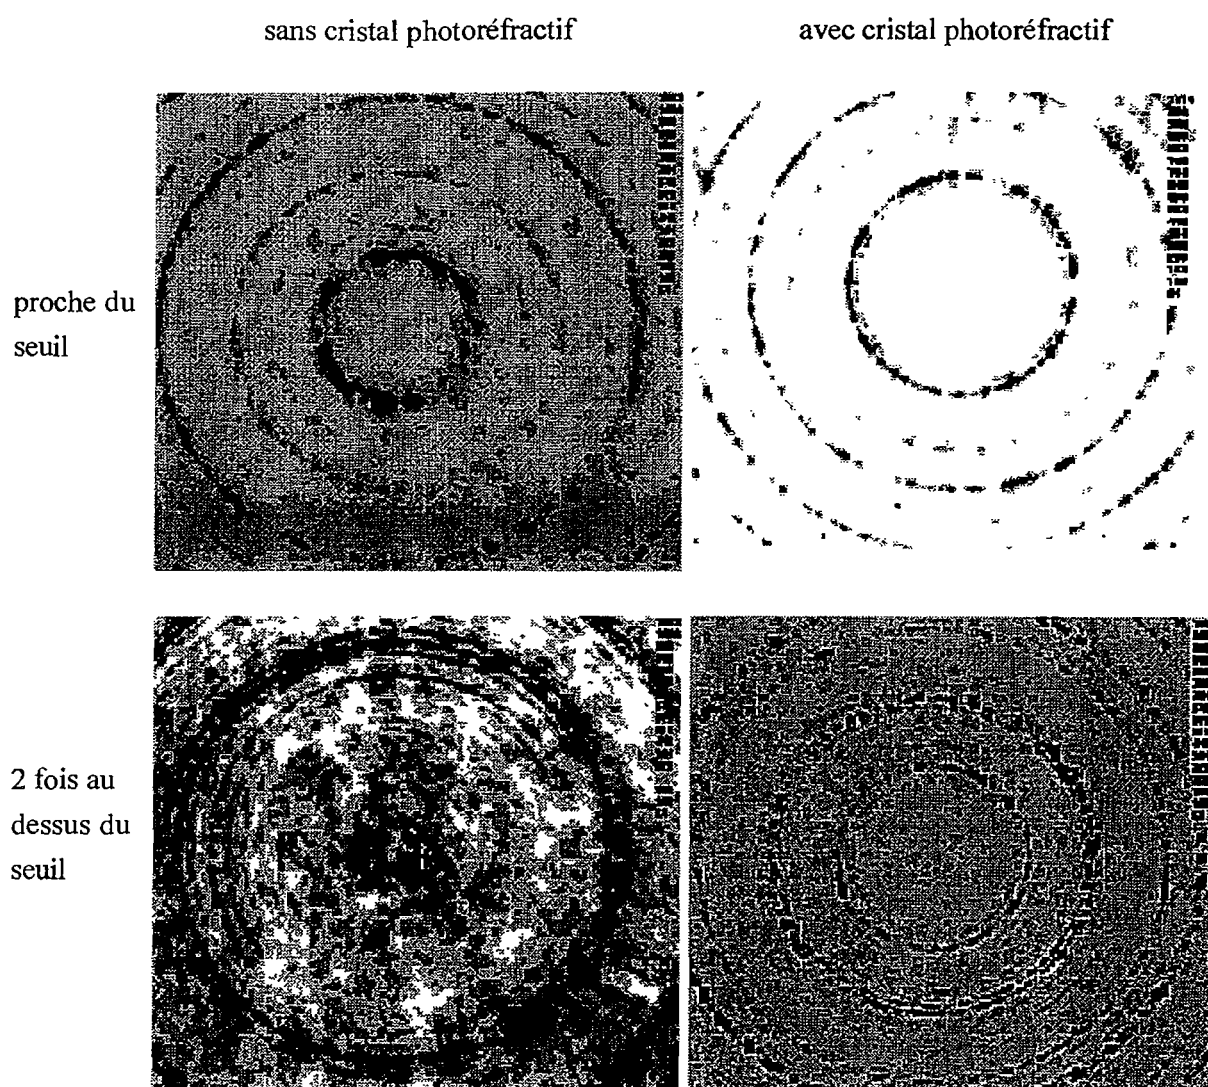 sans cristal photoréfractif
avec cristal photoréfractif
proche du
seuil
2 fois au
dessus du
seuil